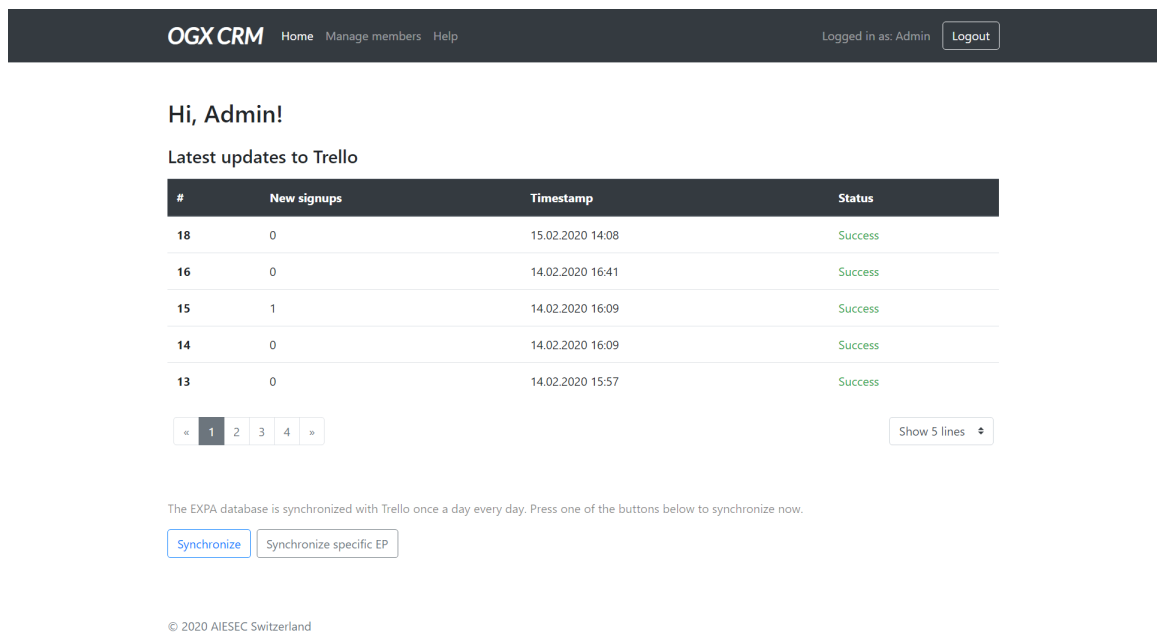 OGX CRM Home Manage members Help Logged in as: Admin Logout
Hi, Admin!
Latest updates to Trello
# New signups Timestamp Status
18 0 15.02.2020 14:08 Success
16 0 14.02.2020 16:41 Success
15 1 14.02.2020 16:09 Success
14 0 14.02.2020 16:09 Success
13 0 14.02.2020 15:57 Success
« 1 2 3 4 » Show 5 lines
The EXPA database is synchronized with Trello once a day every day. Press one of the buttons below to synchronize now.
Synchronize Synchronize specific EP
© 2020 AIESEC Switzerland